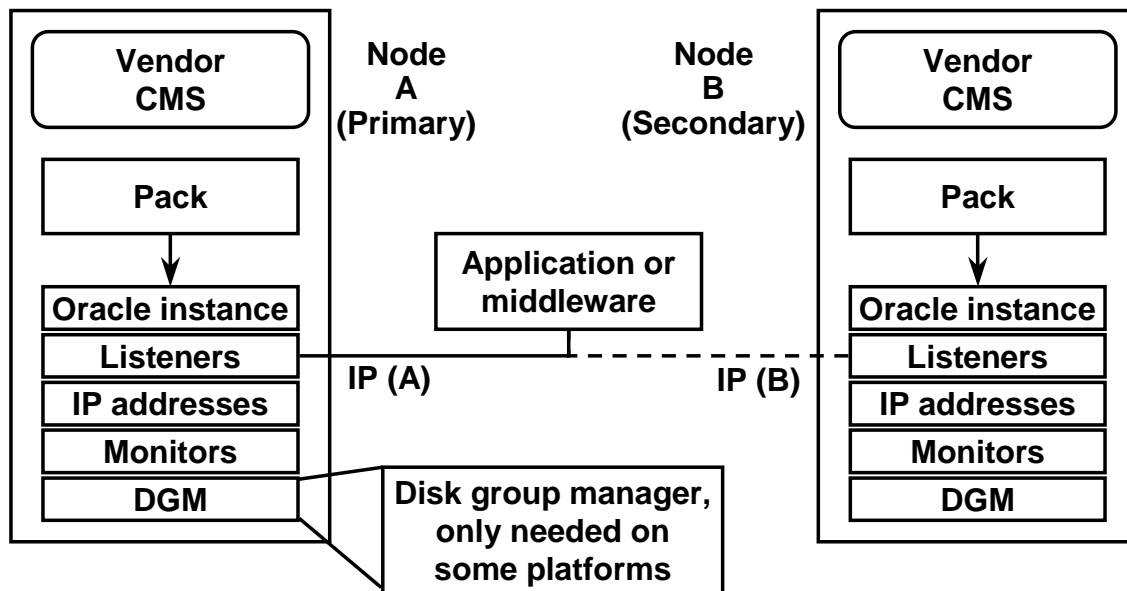 Vendor
CMS
Pack
Oracle instance
Listeners
IP addresses
Monitors
DGM
Node
A
(Primary)
Node
B
(Secondary)
Application or
middleware
IP (A)
IP (B)
Disk group manager,
only needed on
some platforms
Vendor
CMS
Pack
Oracle instance
Listeners
IP addresses
Monitors
DGM